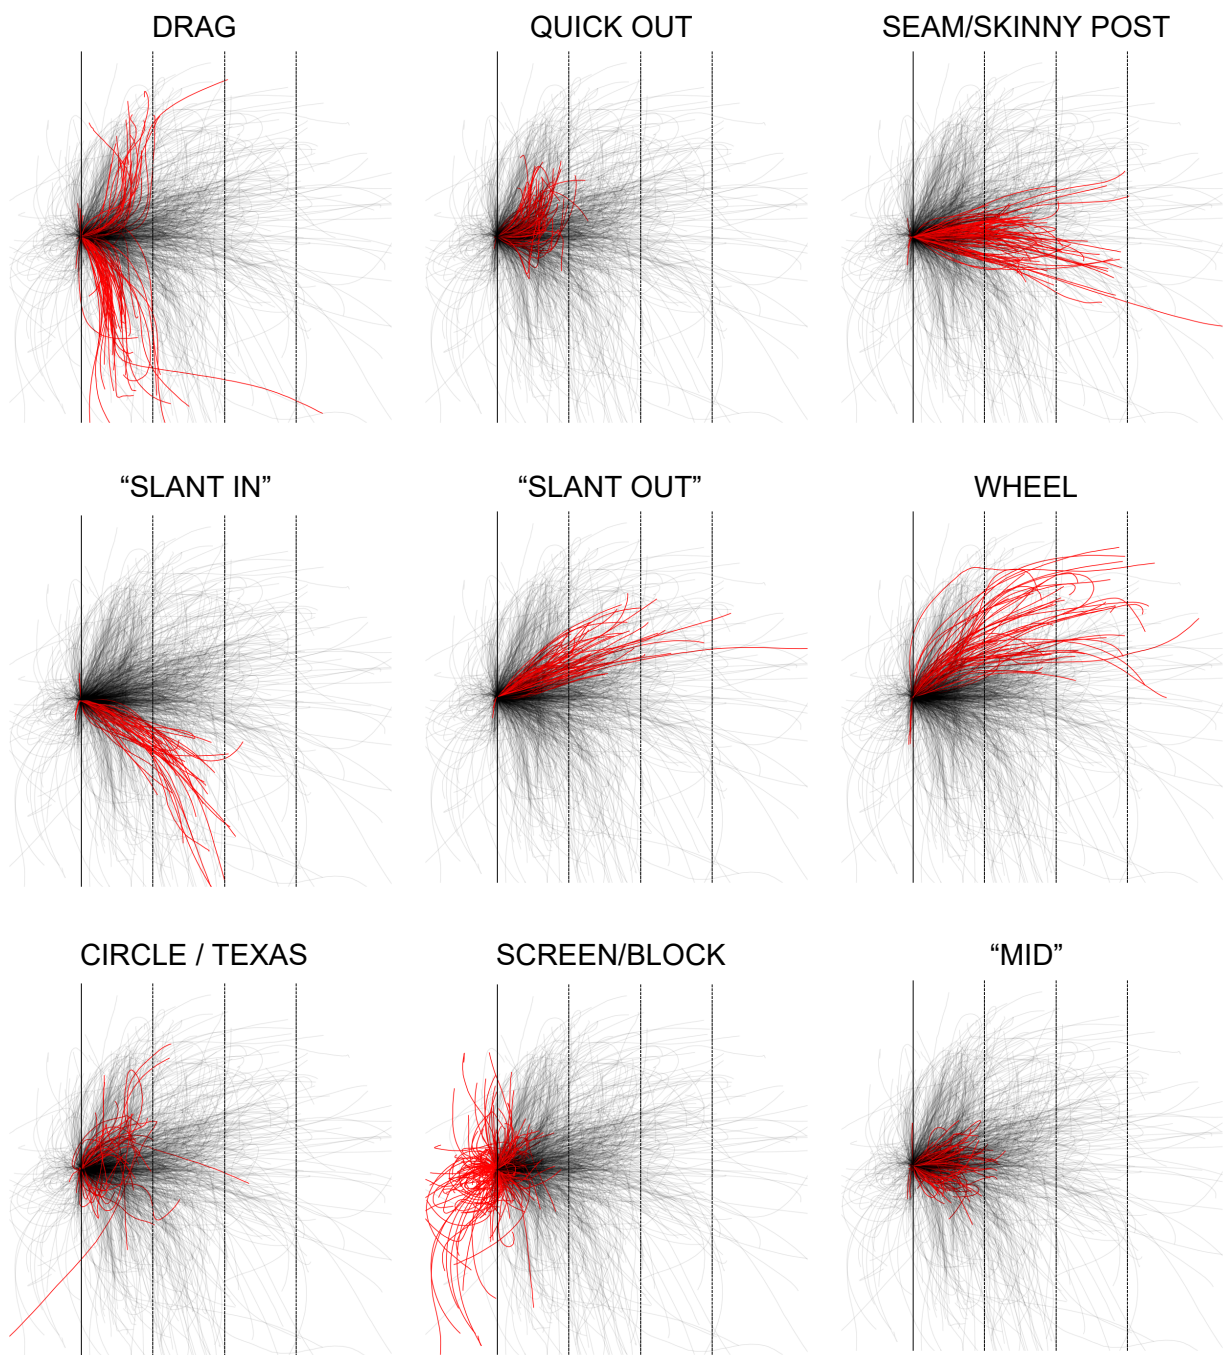 DRAG
QUICK OUT
SEAM/SKINNY POST
“SLANT IN”
“SLANT OUT”
WHEEL
CIRCLE / TEXAS
SCREEN/BLOCK
“MID”